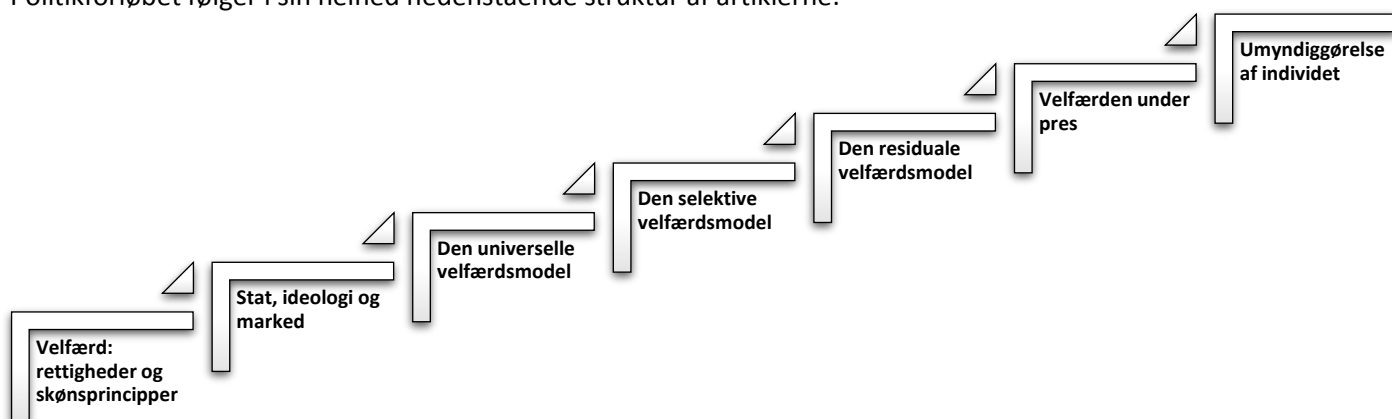 Politikforløbet følger i sin helhed nedenstående struktur af artiklerne:
Velfærd:
rettigheder og
skønsprincipper
Stat, ideologi og
marked
Den universelle
velfærdsmodel
Den selektive
velfærdsmodel
Den residuale
velfærdsmodel
Velfærden under
pres
Umyndiggørelse
af individet